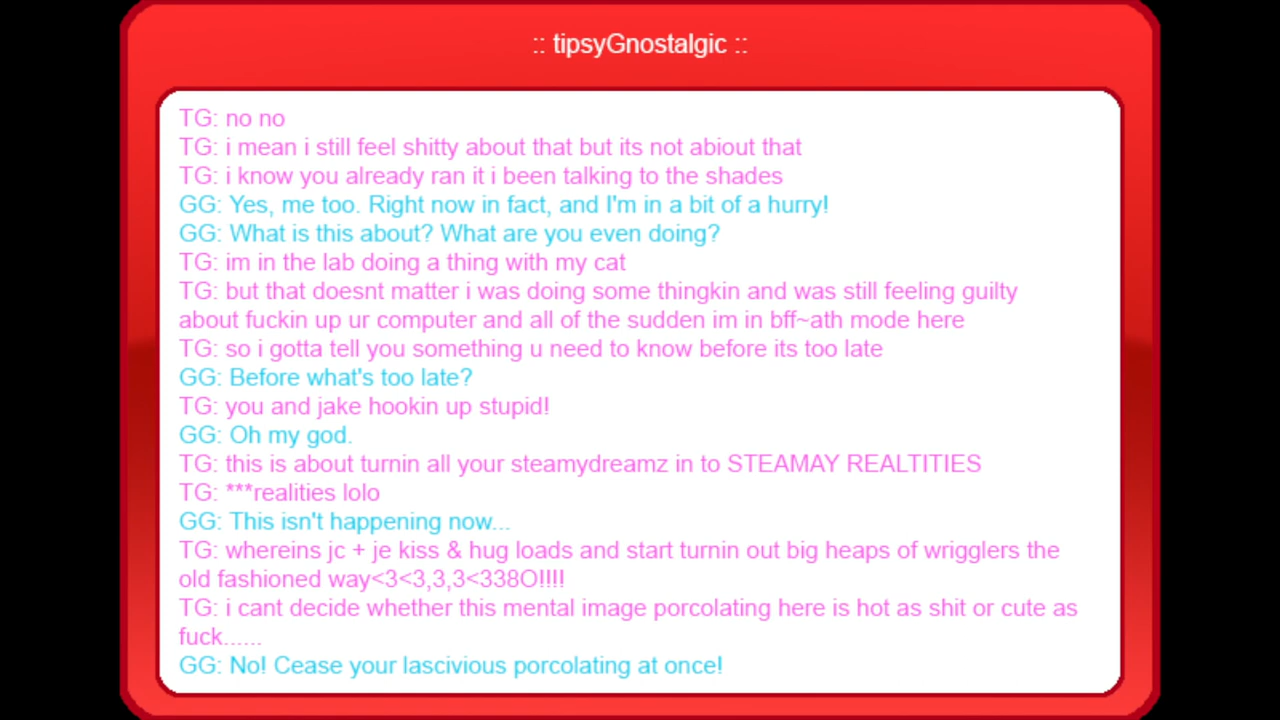 :: tipsyGnostalgic ::
TG: no no
TG: i mean i still feel shitty about that but its not abiout that
TG: i know you already ran it i been talking to the shades
GG: Yes, me too. Right now in fact, and I'm in a bit of a hurry!
GG: What is this about? What are you even doing?
TG: im in the lab doing a thing with my cat
TG: but that doesnt matter i was doing some thingkin and was still feeling guilty
about fuckin up ur computer and all of the sudden im in bff~ath mode here
TG: so i gotta tell you something u need to know before its too late
GG: Before what's too late?
TG: you and jake hookin up stupid!
GG: Oh my god.
TG: this is about turnin all your steamydreamz in to STEAMAY REALTITIES
TG: ***realities lolo
GG: This isn't happening now...
TG: whereins jc + je kiss & hug loads and start turnin out big heaps of wrigglers the
old fashioned way<3<3,3,3<338O!!!!
TG: i cant decide whether this mental image porcolating here is hot as shit or cute as
fuck......
GG: No! Cease your lascivious porcolating at once!